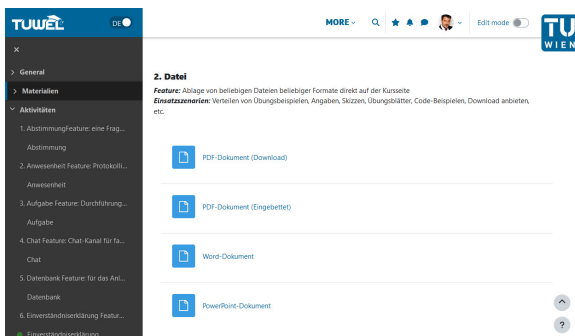 TUWEL
DE
MORE
Edit mode
TU
WIEN
×
General
Materialien
Aktivitäten
1. AbstimmungFeature: eine Frag...
Abstimmung
2. Anwesenheit Feature: Protokolli...
Anwesenheit
3. Aufgabe Feature: Durchführung...
Aufgabe
4. Chat Feature: Chat-Kanal für fa...
Chat
5. Datenbank Feature: für das Anl...
Datenbank
6. Einverständniserklärung Featur...
Einverständniserklärung
2. Datei
Feature: Ablage von beliebigen Dateien beliebiger Formate direkt auf der Kursseite
Einsatzszenarien: Verteilen von Übungsbeispielen, Angaben, Skizzen, Übungsblätter, Code-Beispielen, Download anbieten,
etc.
PDF-Dokument (Download)
PDF-Dokument (Eingebettet)
Word-Dokument
PowerPoint-Dokument
?